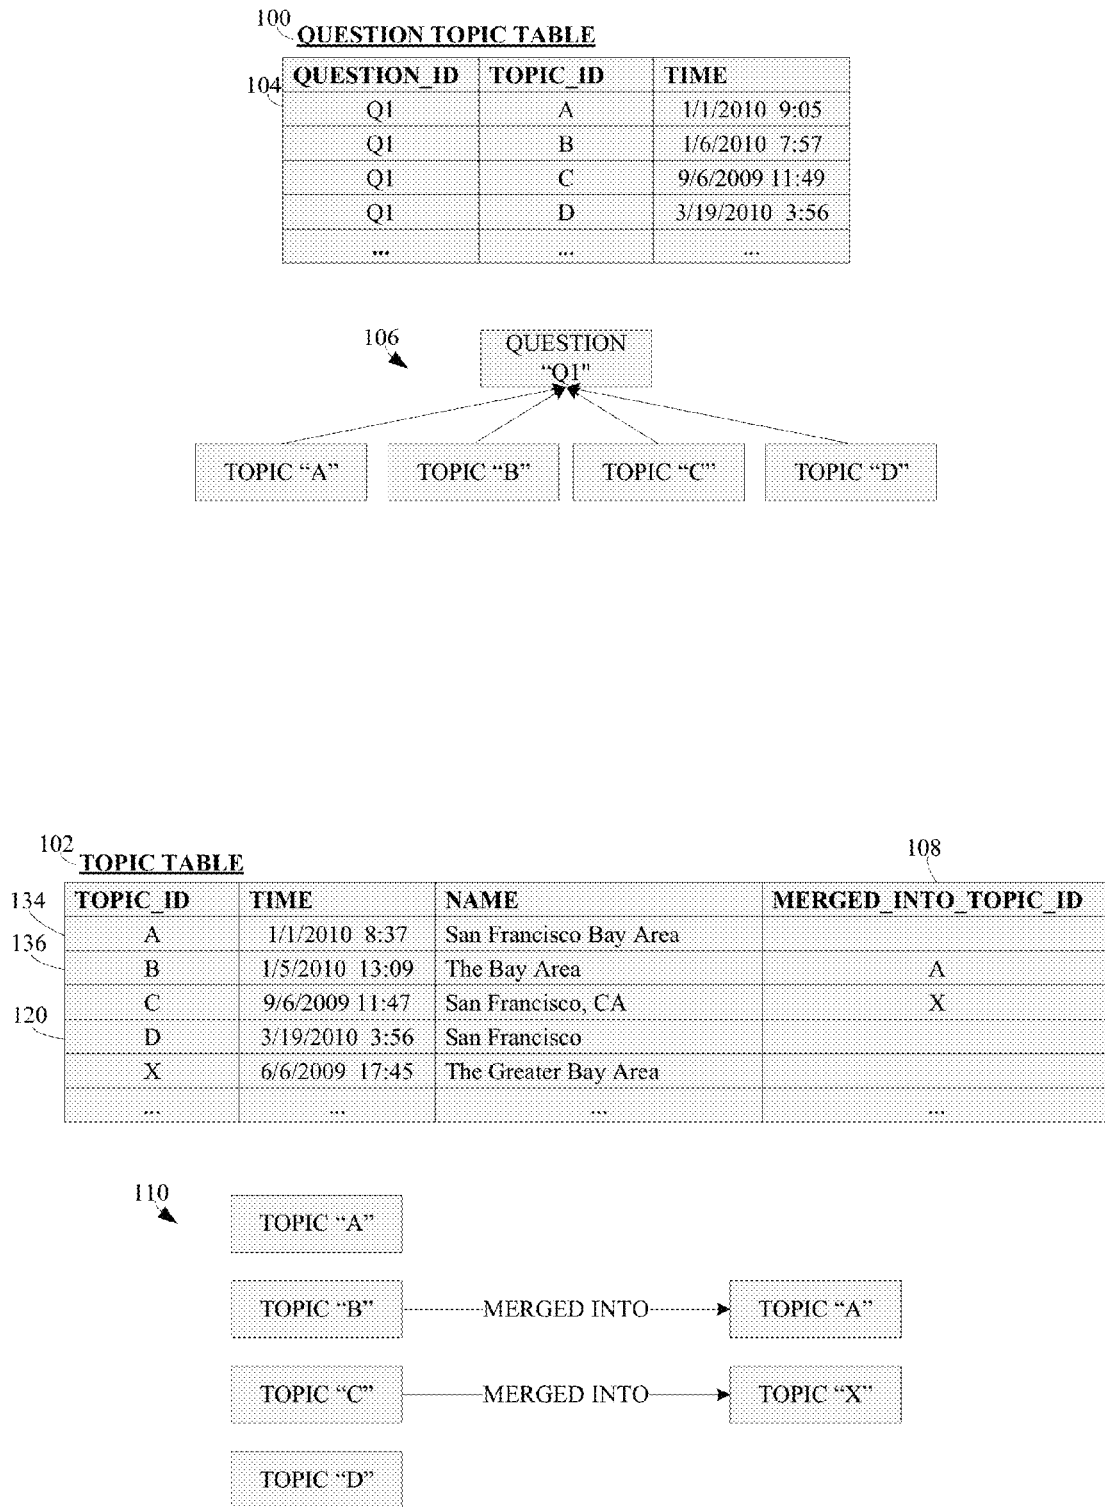 100 QUESTION TOPIC TABLE
104 QUESTION_ID TOPIC_ID TIME
Q1 A 1/1/2010 9:05
Q1 B 1/6/2010 7:57
Q1 C 9/6/2009 11:49
Q1 D 3/19/2010 3:56
... ... ...
106
QUESTION
“Q1"
TOPIC “A” TOPIC “B” TOPIC “C” TOPIC “D”
102 TOPIC TABLE 108
TOPIC_ID TIME NAME MERGED_INTO_TOPIC_ID
134 A 1/1/2010 8:37 San Francisco Bay Area
136 B 1/5/2010 13:09 The Bay Area A
C 9/6/2009 11:47 San Francisco, CA X
120 D 3/19/2010 3:56 San Francisco
X 6/6/2009 17:45 The Greater Bay Area
... ... ... ...
110
TOPIC “A”
TOPIC “B” MERGED INTO TOPIC “A”
TOPIC “C” MERGED INTO TOPIC “X”
TOPIC “D”